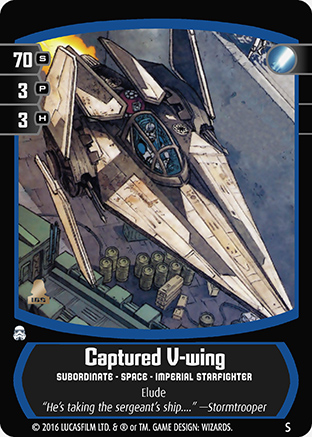 70 S
3 P
3 H
165
Captured V-wing
SUBORDINATE • SPACE • IMPERIAL STARFIGHTER
Elude
“He’s taking the sergeant’s ship....” —Stormtrooper
© 2016 LUCASFILM LTD. & ® or TM. GAME DESIGN: WIZARDS.
S